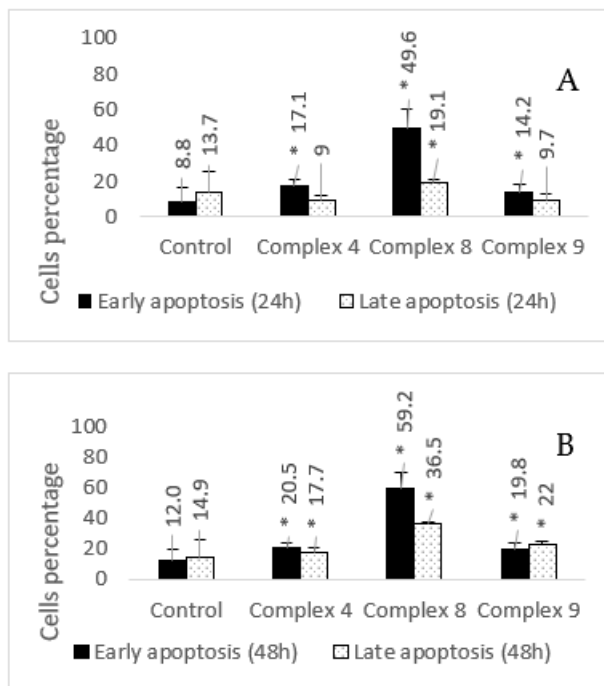 A
Cells percentage
100
80
60
40
20
0
8.8
13.7
* 17.1
9
* 49.6
* 19.1
* 14.2
9.7
Control
Complex 4
Complex 8
Complex 9
Early apoptosis (24h)
Late apoptosis (24h)
B
Cells percentage
100
80
60
40
20
0
12.0
14.9
* 20.5
* 17.7
* 59.2
* 36.5
* 19.8
* 22
Control
Complex 4
Complex 8
Complex 9
Early apoptosis (48h)
Late apoptosis (48h)